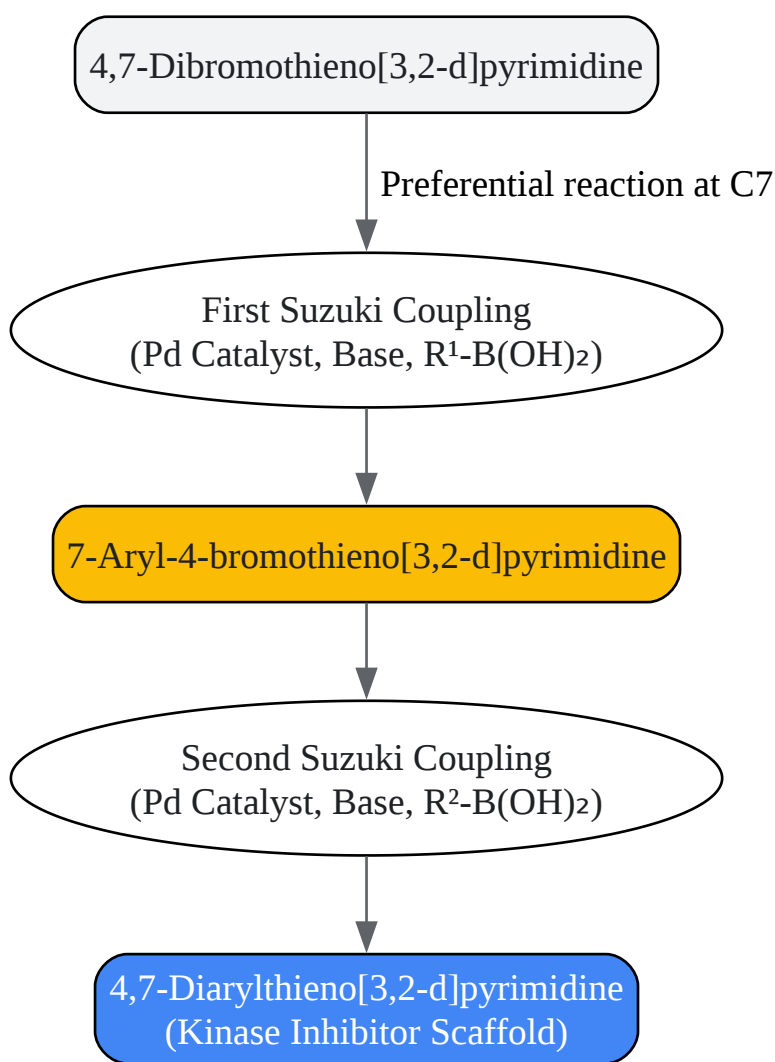 4,7-Dibromothieno[3,2-d]pyrimidine
Preferential reaction at C7
First Suzuki Coupling
(Pd Catalyst, Base, R¹-B(OH)₂)
7-Aryl-4-bromothieno[3,2-d]pyrimidine
Second Suzuki Coupling
(Pd Catalyst, Base, R²-B(OH)₂)
4,7-Diarylthieno[3,2-d]pyrimidine
(Kinase Inhibitor Scaffold)